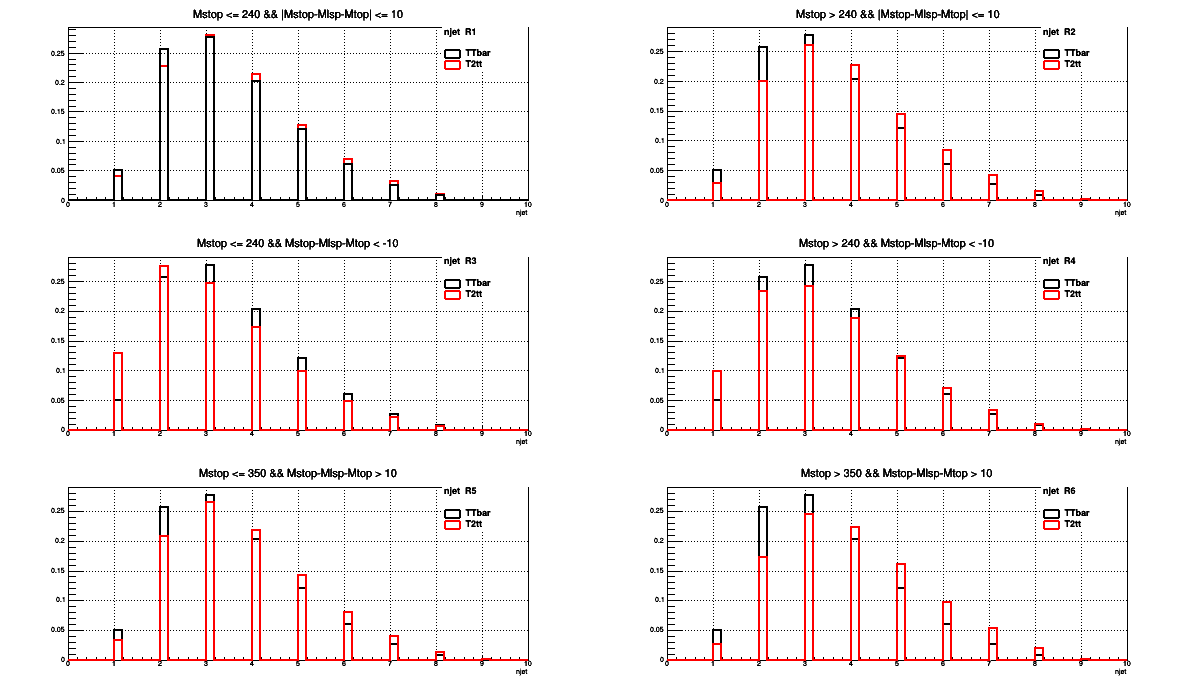 Mstop <= 240 && |Mstop-Mlsp-Mtop| <= 10
njet R1
TTbar
T2tt
0.25
0.2
0.15
0.1
0.05
0
0 1 2 3 4 5 6 7 8 9 10
njet
Mstop > 240 && |Mstop-Mlsp-Mtop| <= 10
njet R2
TTbar
T2tt
0.25
0.2
0.15
0.1
0.05
0
0 1 2 3 4 5 6 7 8 9 10
njet
Mstop <= 240 && Mstop-Mlsp-Mtop < -10
njet R3
TTbar
T2tt
0.25
0.2
0.15
0.1
0.05
0
0 1 2 3 4 5 6 7 8 9 10
njet
Mstop > 240 && Mstop-Mlsp-Mtop < -10
njet R4
TTbar
T2tt
0.25
0.2
0.15
0.1
0.05
0
0 1 2 3 4 5 6 7 8 9 10
njet
Mstop <= 350 && Mstop-Mlsp-Mtop > 10
njet R5
TTbar
T2tt
0.25
0.2
0.15
0.1
0.05
0
0 1 2 3 4 5 6 7 8 9 10
njet
Mstop > 350 && Mstop-Mlsp-Mtop > 10
njet R6
TTbar
T2tt
0.25
0.2
0.15
0.1
0.05
0
0 1 2 3 4 5 6 7 8 9 10
njet